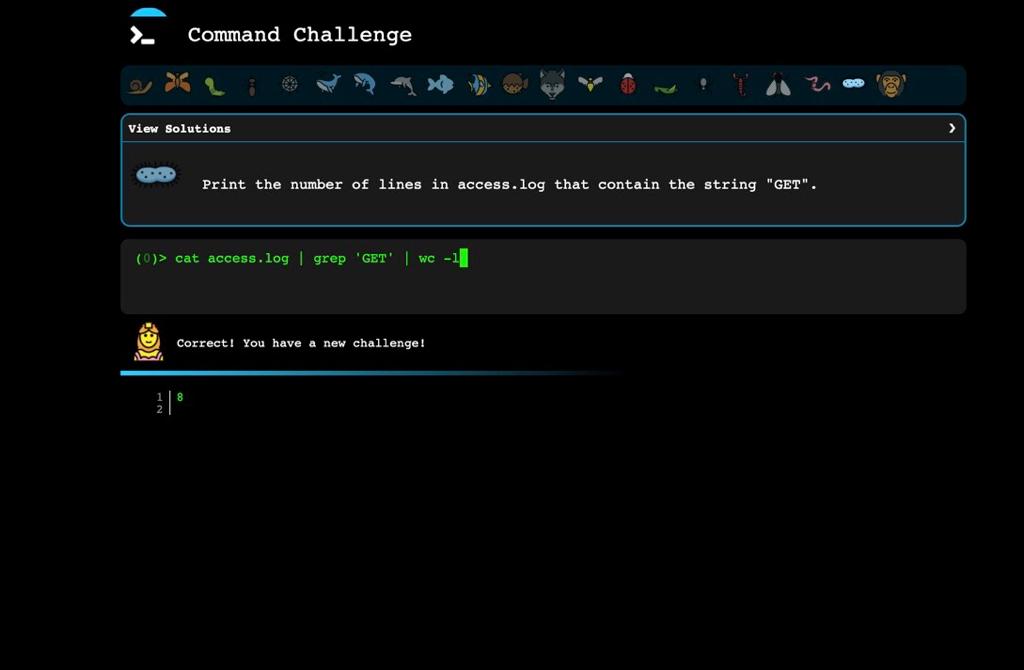 Command Challenge
View Solutions ❯
Print the number of lines in access.log that contain the string "GET".
(0)> cat access.log | grep 'GET' | wc -l
Correct! You have a new challenge!
1 8
2